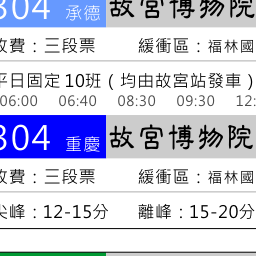 304 承德 故宮博物院
收費：三段票 緩衝區：福林國
平日固定10班（均由故宮站發車）
06:00 06:40 08:30 09:30 12:
304 重慶 故宮博物院
收費：三段票 緩衝區：福林國
尖峰：12-15分 離峰：15-20分